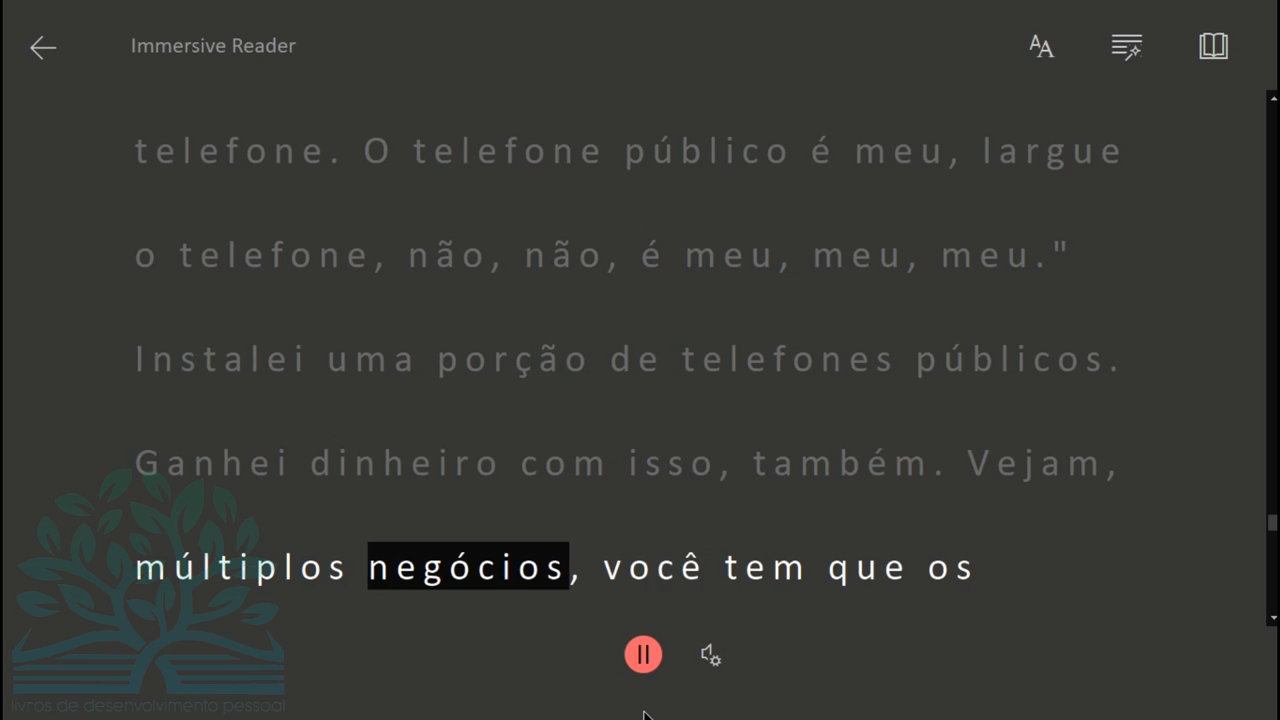 Immersive Reader
telefone. O telefone público é meu, largue
o telefone, não, não, é meu, meu, meu."
Instalei uma porção de telefones públicos.
Ganhei dinheiro com isso, também. Vejam,
múltiplos negócios, você tem que os
livros de desenvolvimento pessoal